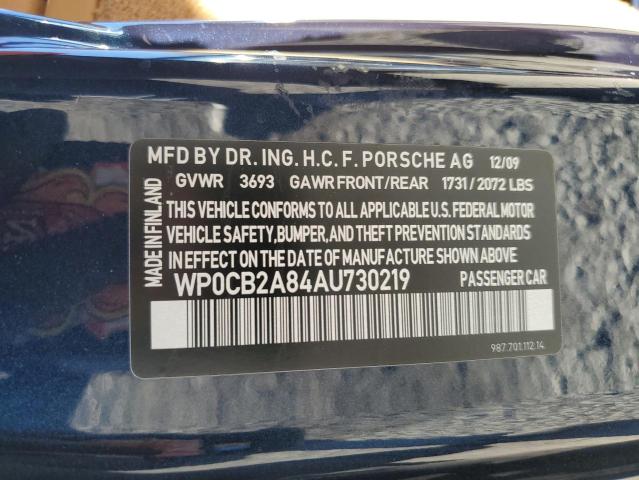 MFD BY DR. ING. H.C. F. PORSCHE AG 12/09
GVWR 3693 GAWR FRONT/REAR 1731 / 2072 LBS
THIS VEHICLE CONFORMS TO ALL APPLICABLE U.S. FEDERAL MOTOR
VEHICLE SAFETY, BUMPER, AND THEFT PREVENTION STANDARDS
IN EFFECT ON THE DATE OF MANUFACTURE SHOWN ABOVE
WP0CB2A84AU730219 PASSENGER CAR
987.701.112.14
MADE IN FINLAND